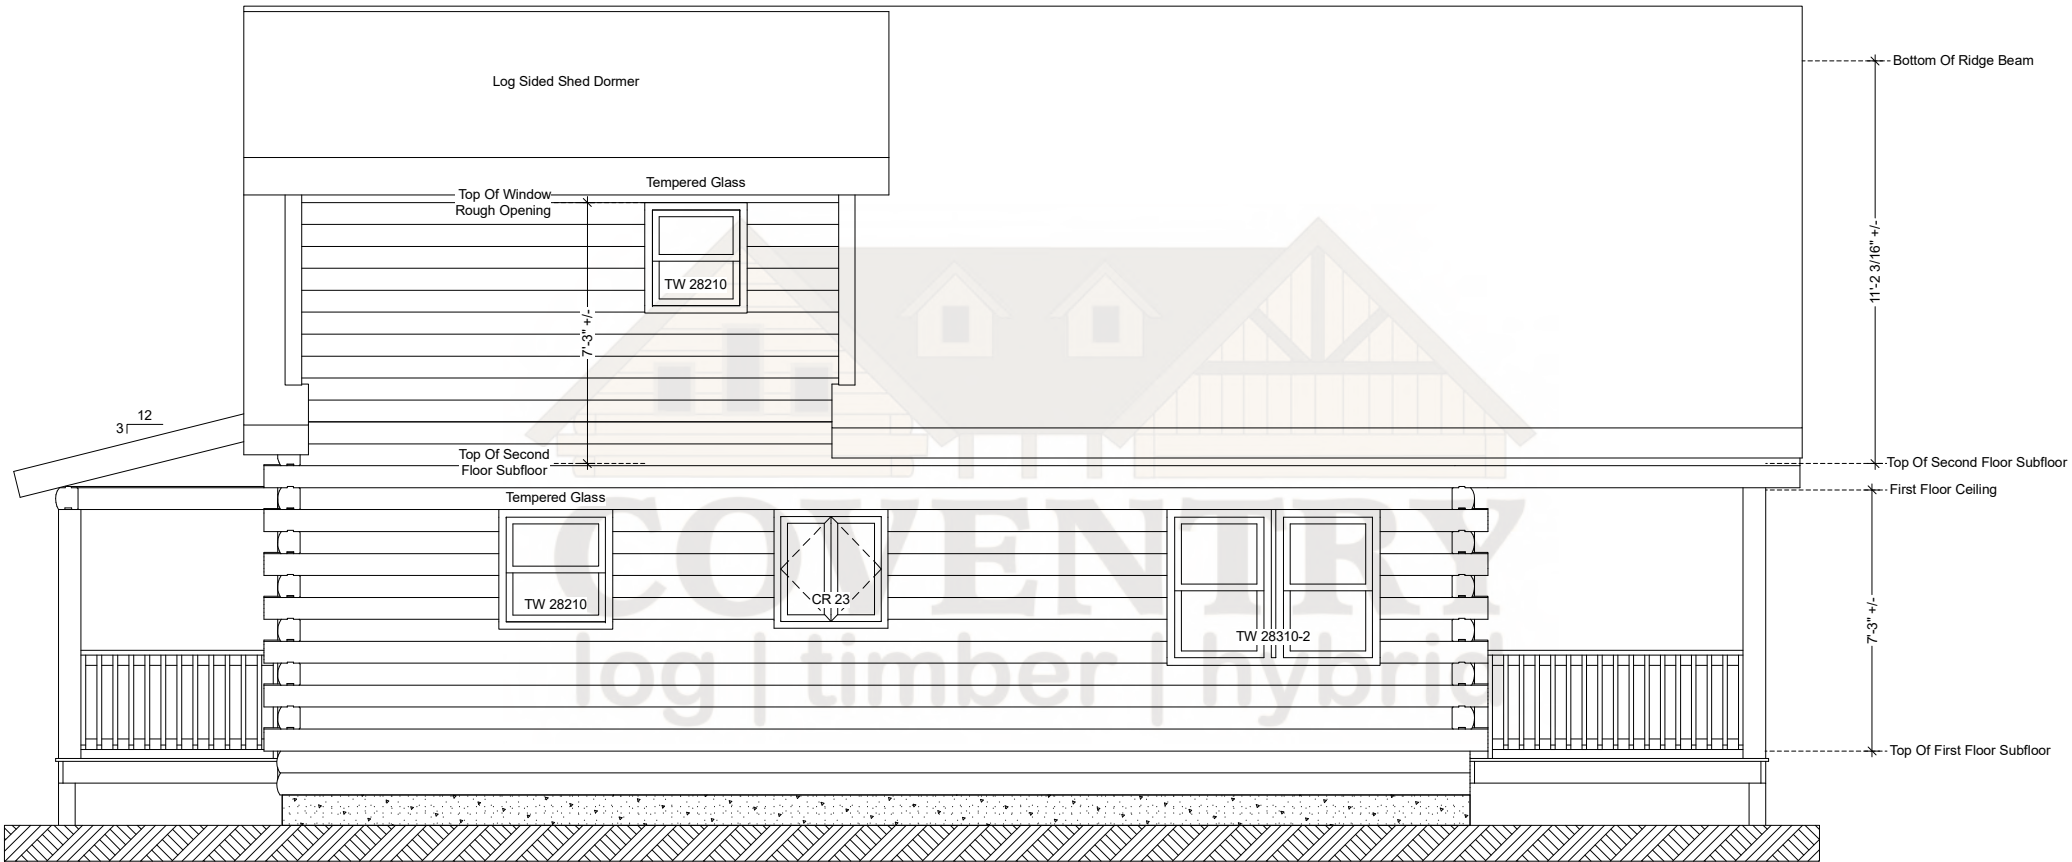 Log Sided Shed Dormer
Bottom Of Ridge Beam
Tempered Glass
Top Of Window
Rough Opening
TW 28210
11'-2 3/16" +/-
7'-3" +/-
12
3
Top Of Second
Floor Subfloor
Top Of Second Floor Subfloor
First Floor Ceiling
Tempered Glass
COVENTRY
TW 28210
CR 23
TW 28310-2
7'-3" +/-
log | timber | hybrid
Top Of First Floor Subfloor